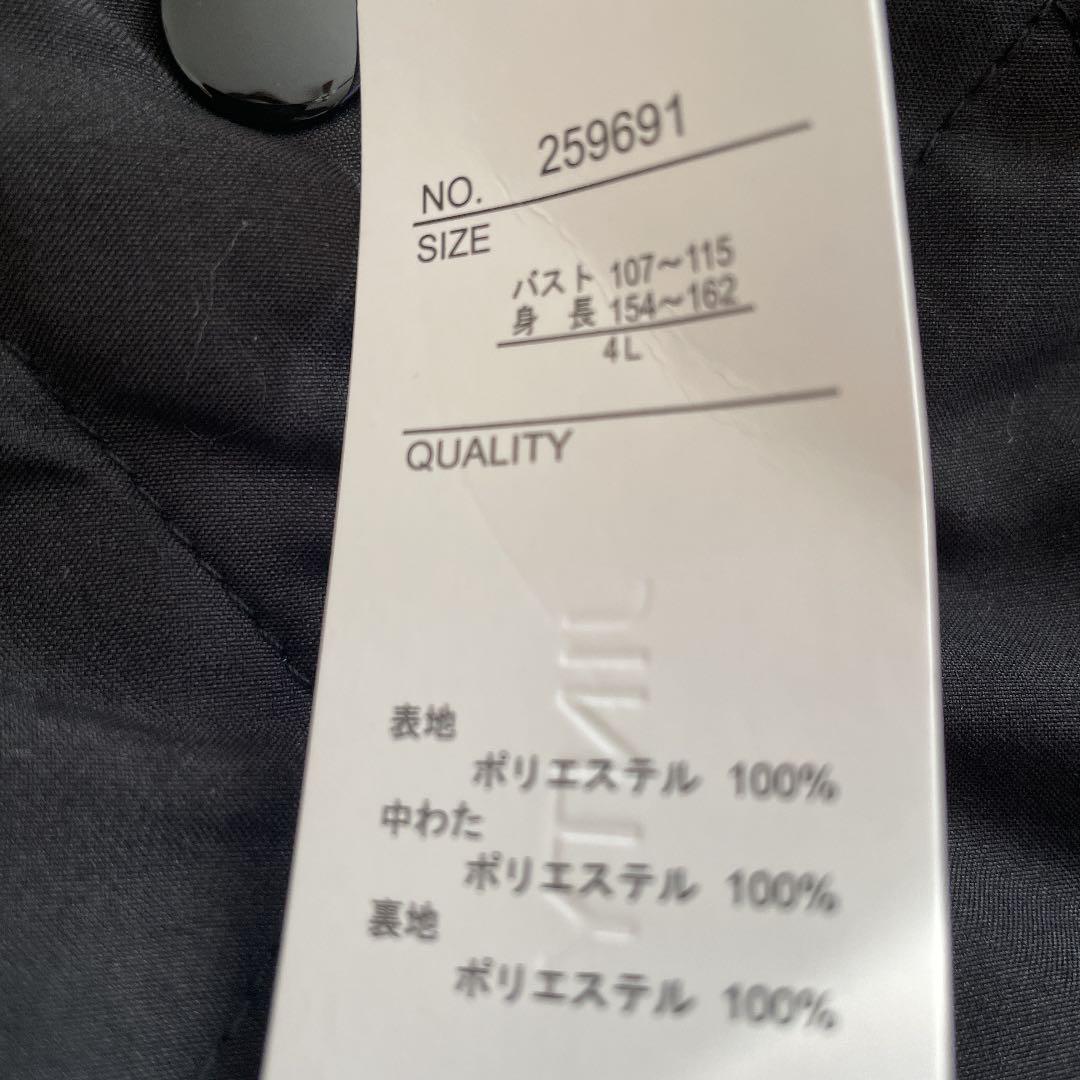 NO. 259691
SIZE
バスト 107〜115
身 長 154〜162
4L
QUALITY
表地
ポリエステル 100%
中わた
ポリエステル 100%
裏地
ポリエステル 100%